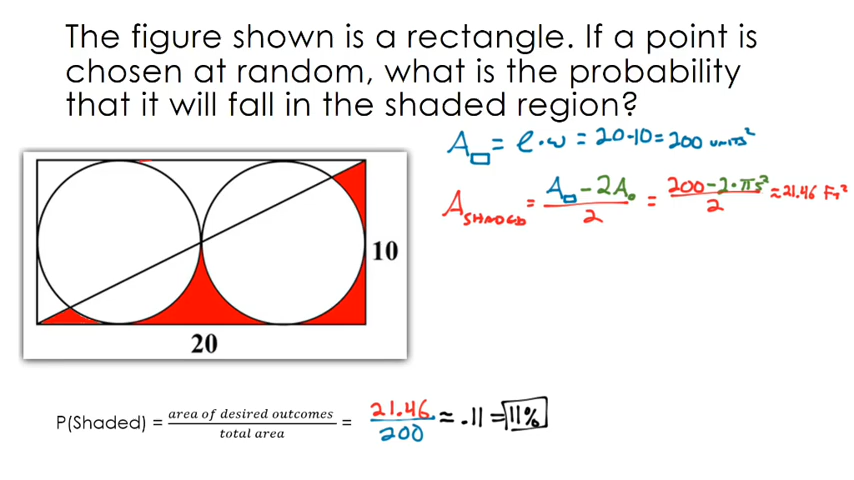 The figure shown is a rectangle. If a point is
chosen at random, what is the probability
that it will fall in the shaded region?
A▭ = ℓ·w = 20·10 = 200 UNITS²
A SHADED = (A▭ - 2A○)/2 = (200 - 2·π5²)/2 ≈ 21.46 FT²
10
20
P(Shaded) = area of desired outcomes / total area = 21.46/200 ≈ .11 = 11%